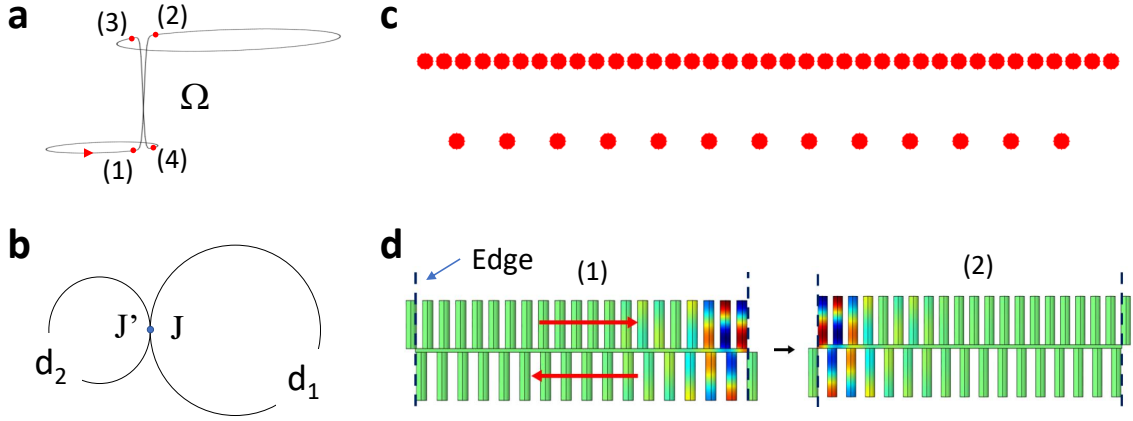 a
(3)
(2)
Ω
(1)
(4)
b
J’
J
d2
d1
c
d
Edge
(1)
(2)